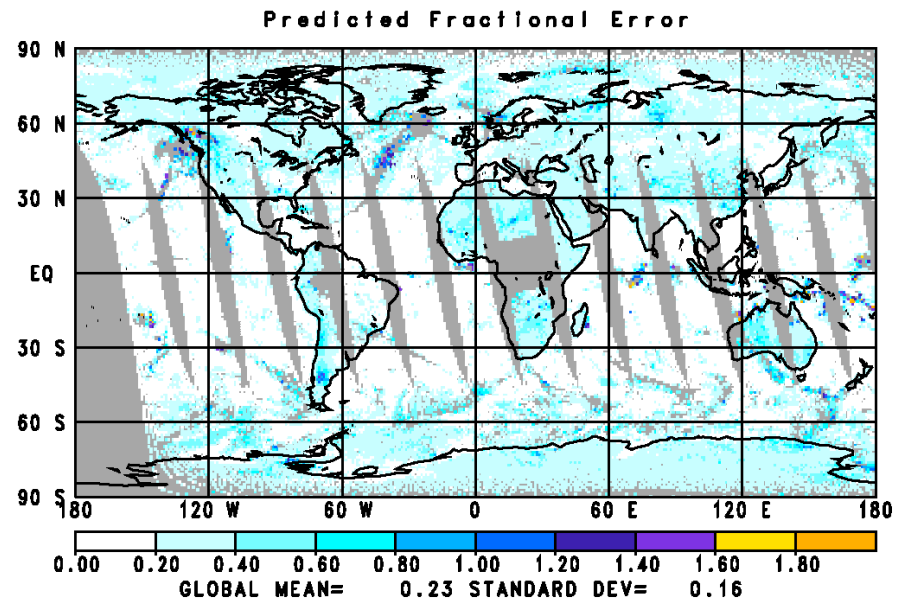 Predicted Fractional Error
90 N
60 N
30 N
EQ
30 S
60 S
90 S
180 120 W 60 W 0 60 E 120 E 180
0.00 0.20 0.40 0.60 0.80 1.00 1.20 1.40 1.60 1.80
GLOBAL MEAN= 0.23 STANDARD DEV= 0.16